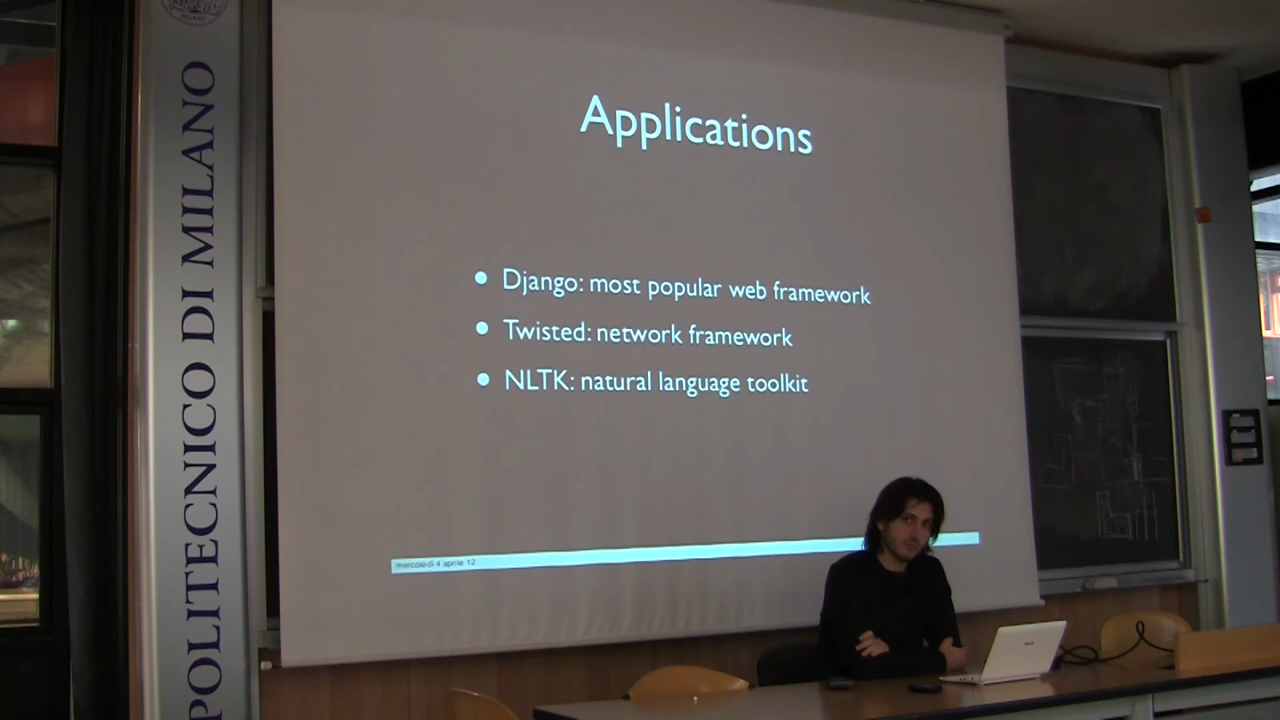 POLITECNICO DI MILANO
Applications
Django: most popular web framework
Twisted: network framework
NLTK: natural language toolkit
mercoledì 4 aprile 12